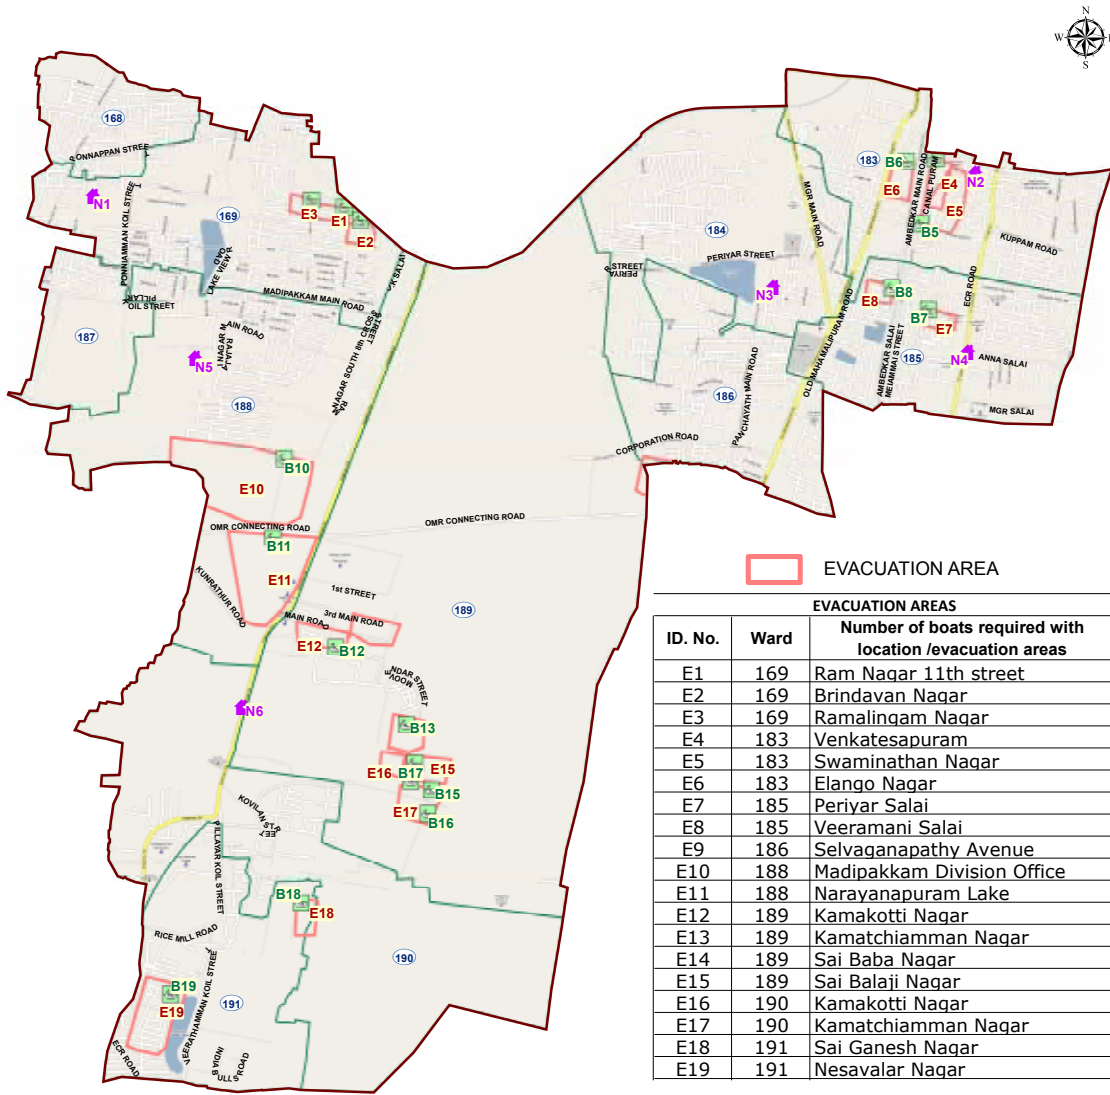 N
W
S
168
PONNAPPAN STREET
N1
PONNIAMMAN KOIL STREET
169
LAKE VIEW ROAD
E3
E1
E2
MADIPAKKAM MAIN ROAD
187
OIL STREET
N5
188
183
B6
E6
AMBEDKAR MAIN ROAD
CANAL PURAM
E4
N2
E5
B5
MGR MAIN ROAD
184
PERIYAR STREET
KUPPAM ROAD
ECR ROAD
N3
OLD MAHAMALIPURAM ROAD
E8
B8
B7
E7
AMBEDKAR SALAI
185
N4
ANNA SALAI
MGR SALAI
186
PANCHAYATH MAIN ROAD
CORPORATION ROAD
B10
E10
OMR CONNECTING ROAD
OMR CONNECTING ROAD
B11
E11
KUNRATHUR ROAD
1st STREET
189
MAIN ROAD
3rd MAIN ROAD
E12
B12
N6
B13
E16
B17
E15
B15
E17
B16
PILLAYAR KOIL STREET
B18
E18
RICE MILL ROAD
190
VEERATHAMMAN KOIL STREET
B19
E19
191
ECR ROAD
EVACUATION AREA
EVACUATION AREAS
ID. No. Ward Number of boats required with location /evacuation areas
E1 169 Ram Nagar 11th street
E2 169 Brindavan Nagar
E3 169 Ramalingam Nagar
E4 183 Venkatesapuram
E5 183 Swaminathan Nagar
E6 183 Elango Nagar
E7 185 Periyar Salai
E8 185 Veeramani Salai
E9 186 Selvaganapathy Avenue
E10 188 Madipakkam Division Office
E11 188 Narayanapuram Lake
E12 189 Kamakotti Nagar
E13 189 Kamatchiamman Nagar
E14 189 Sai Baba Nagar
E15 189 Sai Balaji Nagar
E16 190 Kamakotti Nagar
E17 190 Kamatchiamman Nagar
E18 191 Sai Ganesh Nagar
E19 191 Nesavalar Nagar